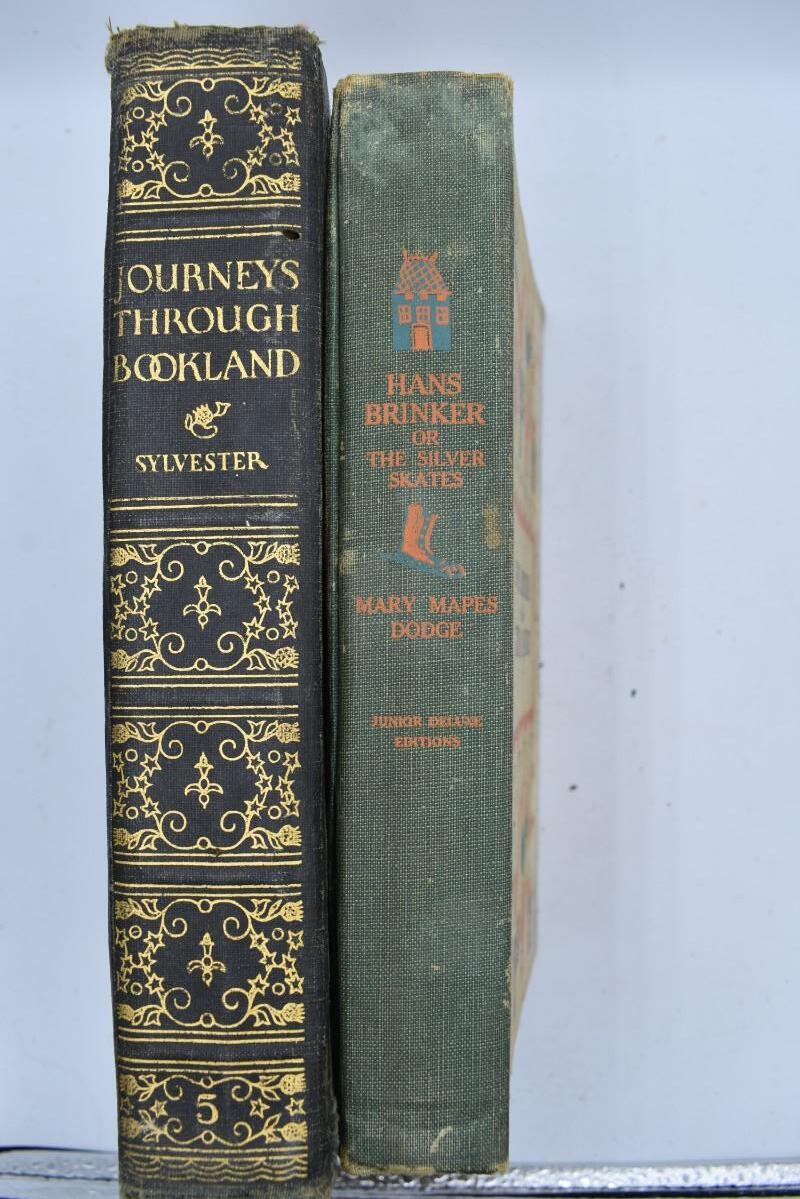 JOURNEYS
THROUGH
BOOKLAND
SYLVESTER
5
HANS
BRINKER
OR
THE SILVER
SKATES
MARY MAPES
DODGE
JUNIOR DELUXE
EDITIONS